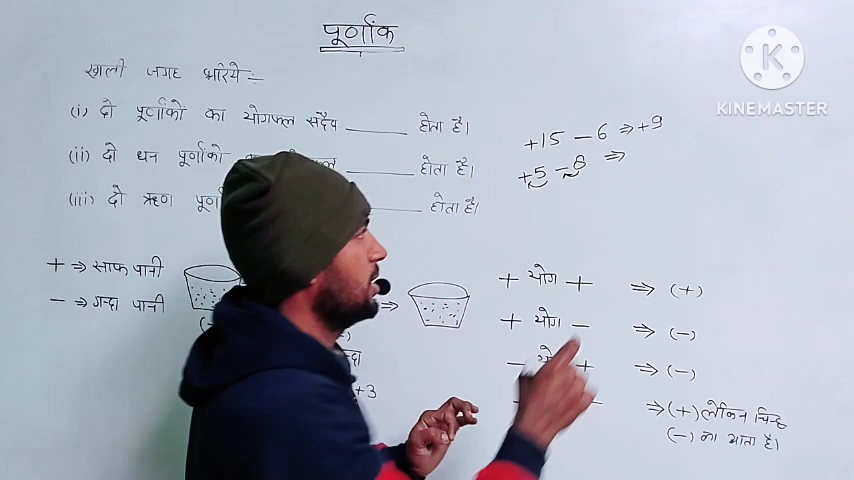 पूर्णांक
खाली जगह भरिये :-
(i) दो पूर्णांकों का योगफल सदैव ______ होता है।
(ii) दो धन पूर्णांको ______ होता है।
(iii) दो ऋण ______ होता है।
+15 - 6 ⇒ +9
+5 - 8 ⇒
+ ⇒ साफ पानी
- ⇒ गन्दा पानी
⇒
+3
+ योग + ⇒ (+)
+ योग - ⇒ (-)
- + ⇒ (-)
⇒ (+) लेकिन चिन्ह
(-) का आता है।
K
KINEMASTER